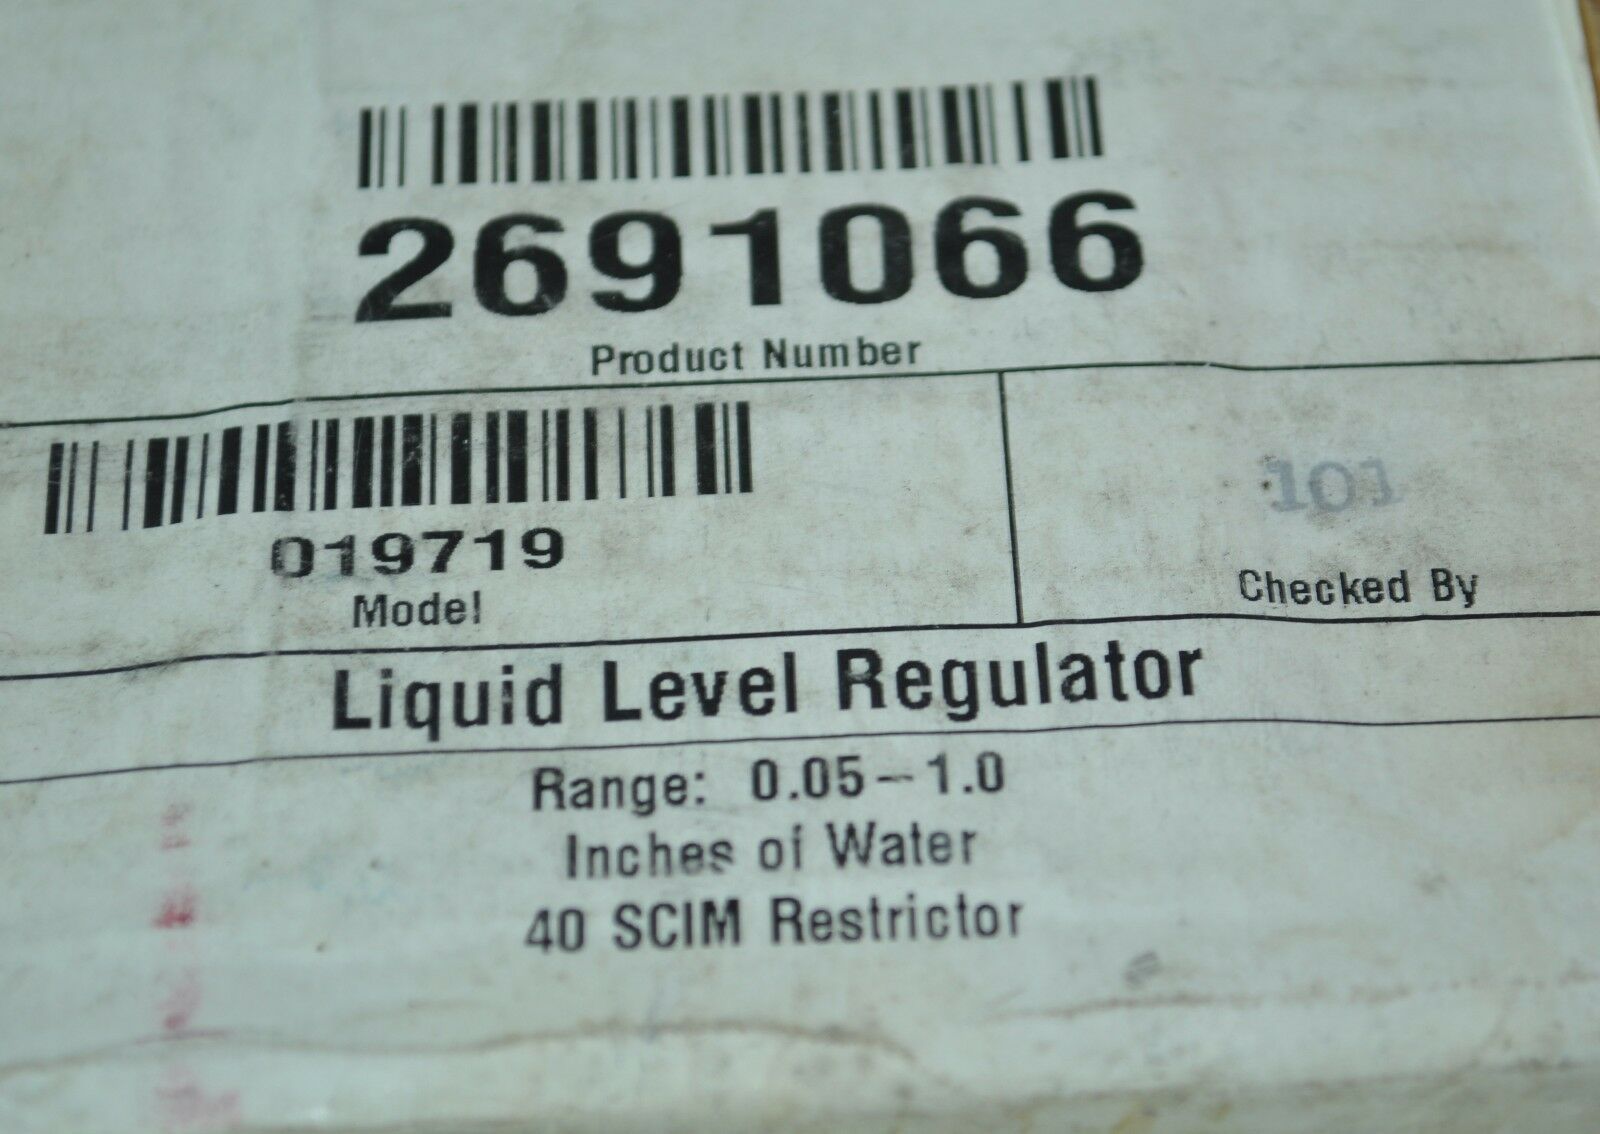 2691066
Product Number
019719
Model
101
Checked By
Liquid Level Regulator
Range: 0.05-1.0
Inches of Water
40 SCIM Restrictor